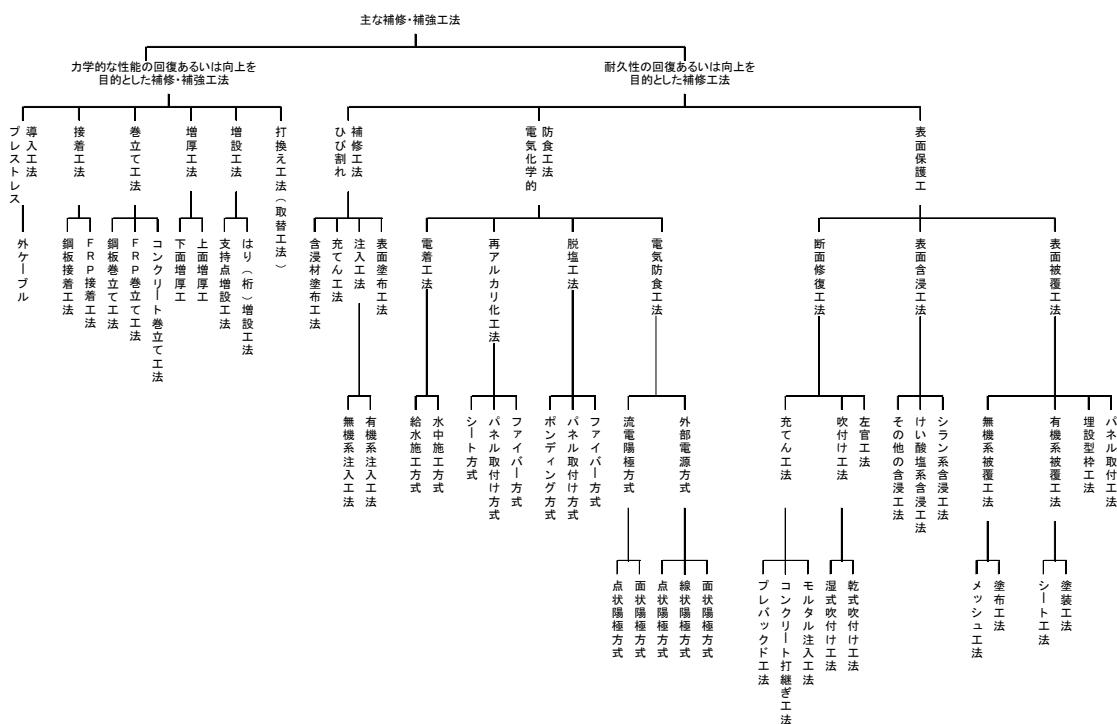 主な補修・補強工法
力学的な性能の回復あるいは向上を
目的とした補修・補強工法
耐久性の回復あるいは向上を
目的とした補修工法
プレストレス
導入工法
接着工法
巻立て工法
増厚工法
増設工法
打換え工法(取替工法)
ひび割れ
補修工法
電気化学的
防食工法
表面保護工
外ケーブル
鋼板接着工法
FRP接着工法
鋼板巻立て工法
FRP巻立て工法
コンクリート巻立て工法
下面増厚工
上面増厚工
支持点増設工法
はり(桁)増設工法
含浸材塗布工法
充てん工法
注入工法
表面塗布工法
電着工法
再アルカリ化工法
脱塩工法
電気防食工法
断面修復工法
表面含浸工法
表面被覆工法
無機系注入工法
有機系注入工法
給水施工方式
水中施工方式
シート方式
パネル取付け方式
ファイバー方式
ポンディング方式
パネル取付け方式
ファイバー方式
流電陽極方式
外部電源方式
充てん工法
吹付け工法
左官工法
その他の含浸工法
けい酸塩系含浸工法
シラン系含浸工法
無機系被覆工法
有機系被覆工法
埋設型枠工法
パネル取付工法
点状陽極方式
面状陽極方式
点状陽極方式
線状陽極方式
面状陽極方式
プレパックド工法
コンクリート打継ぎ工法
モルタル注入工法
湿式吹付け工法
乾式吹付け工法
メッシュ工法
塗布工法
シート工法
塗装工法